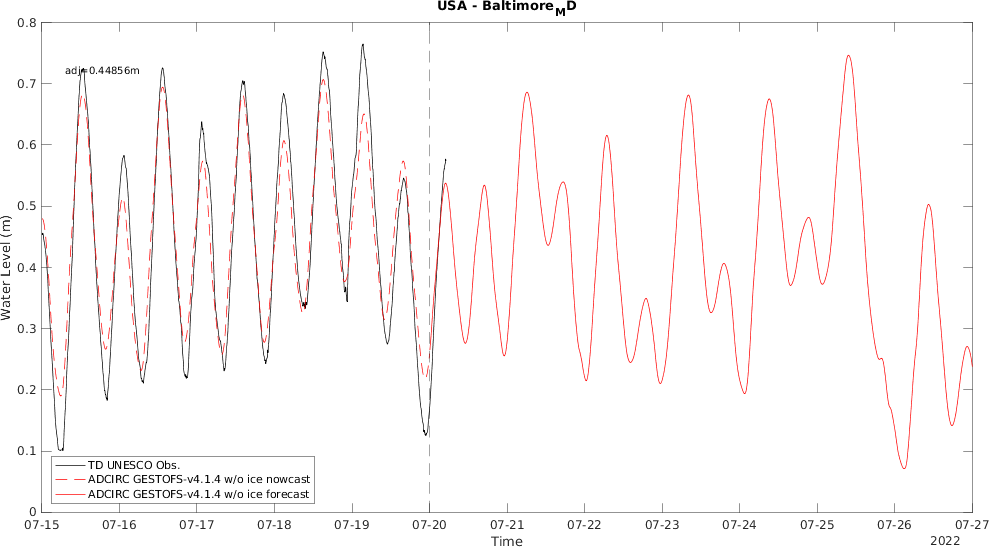 USA - Baltimore_MD
adj=0.44856m
Water Level (m)
0.8
0.7
0.6
0.5
0.4
0.3
0.2
0.1
0
TD UNESCO Obs.
ADCIRC GESTOFS-v4.1.4 w/o ice nowcast
ADCIRC GESTOFS-v4.1.4 w/o ice forecast
07-15 07-16 07-17 07-18 07-19 07-20 07-21 07-22 07-23 07-24 07-25 07-26 07-27
Time
2022